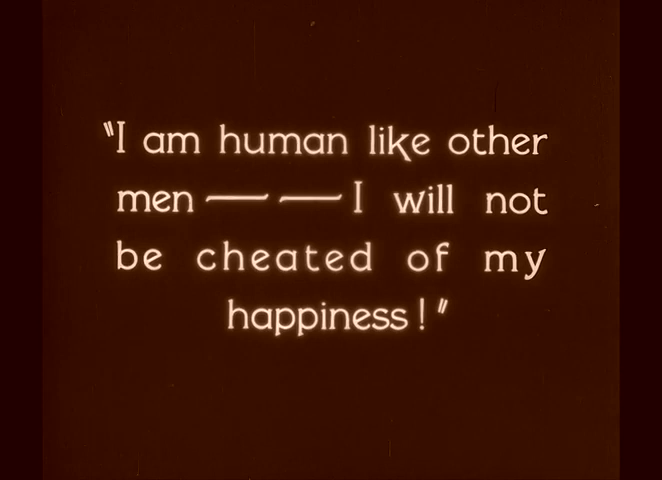 "I am human like other
men — — I will not
be cheated of my
happiness!"